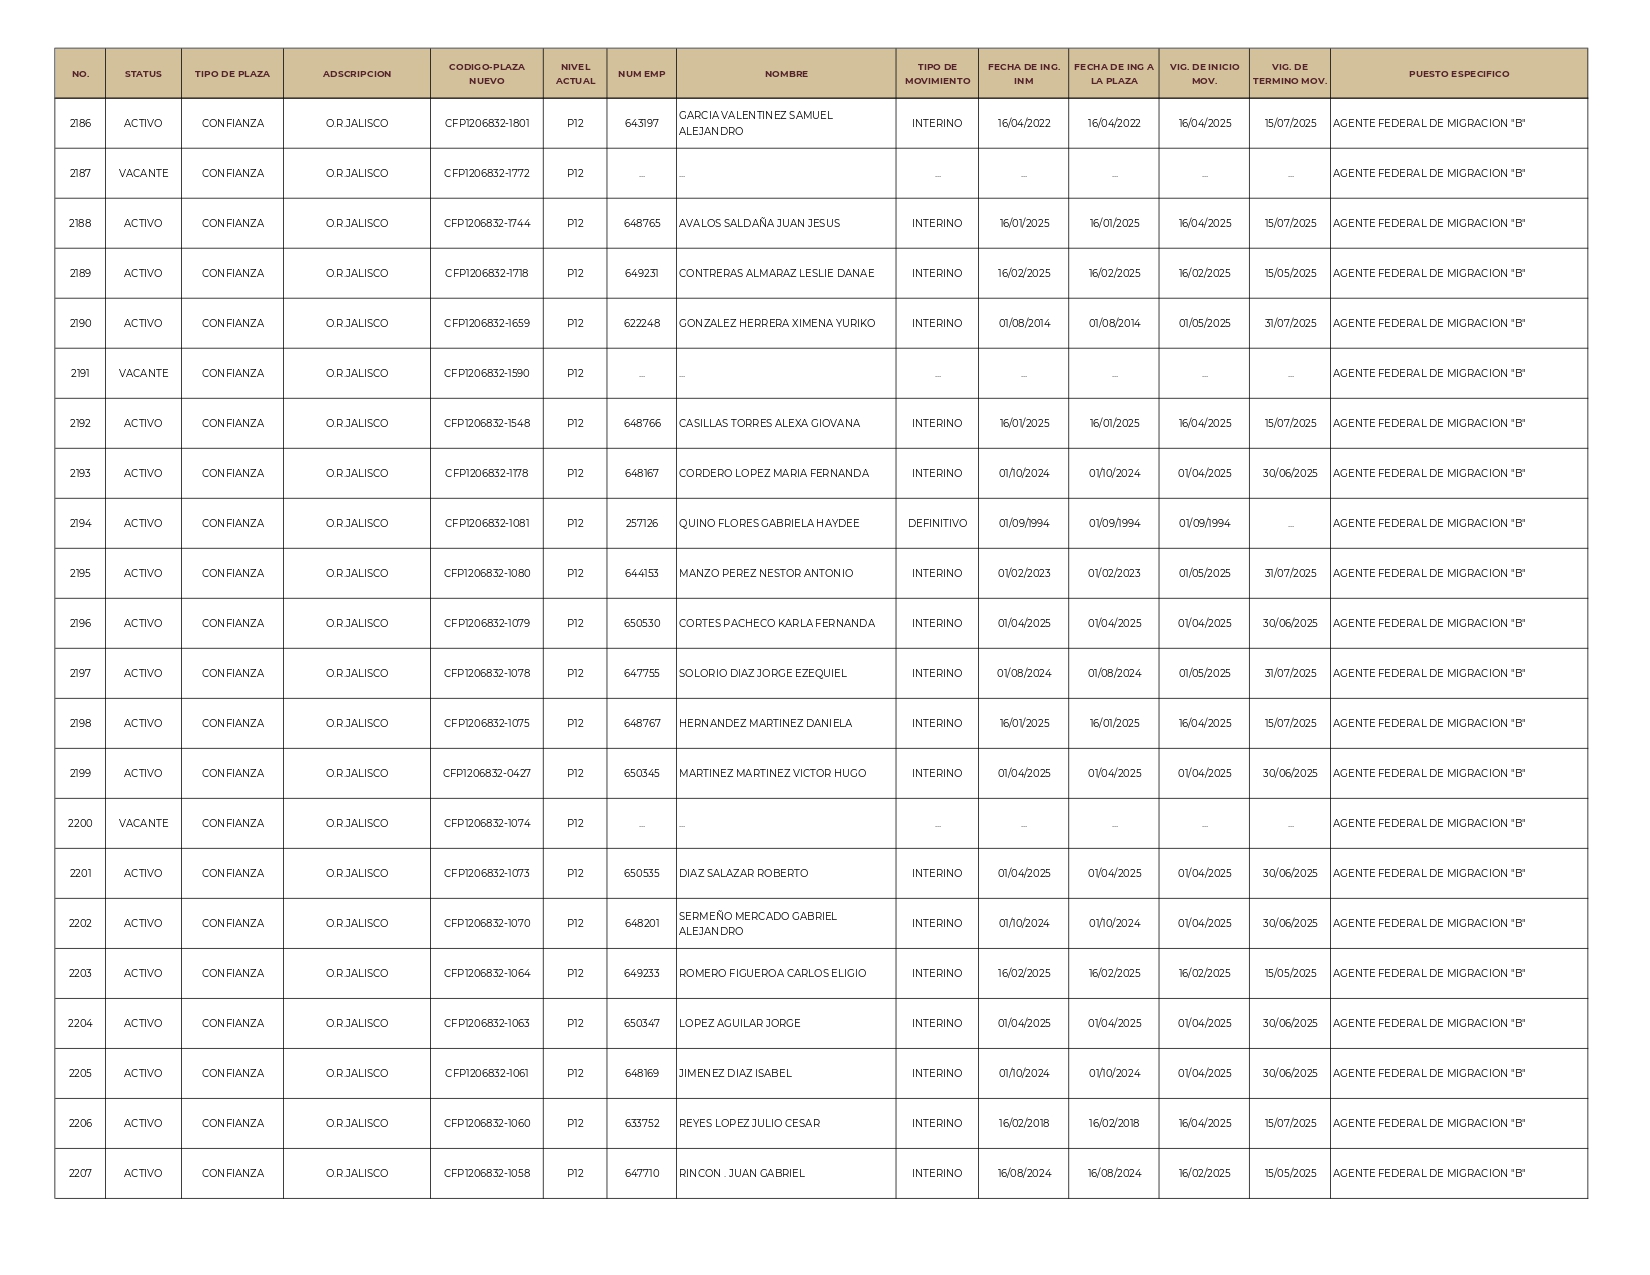 NO. STATUS TIPO DE PLAZA ADSCRIPCION CODIGO-PLAZA NUEVO NIVEL ACTUAL NUM EMP NOMBRE TIPO DE MOVIMIENTO FECHA DE ING. INM FECHA DE ING A LA PLAZA VIG. DE INICIO MOV. VIG. DE TERMINO MOV. PUESTO ESPECIFICO
2186 ACTIVO CONFIANZA O.R.JALISCO CFP1206832-1801 P12 643197 GARCIA VALENTINEZ SAMUEL ALEJANDRO INTERINO 16/04/2022 16/04/2022 16/04/2025 15/07/2025 AGENTE FEDERAL DE MIGRACION "B"
2187 VACANTE CONFIANZA O.R.JALISCO CFP1206832-1772 P12 ... ... ... ... ... ... ... AGENTE FEDERAL DE MIGRACION "B"
2188 ACTIVO CONFIANZA O.R.JALISCO CFP1206832-1744 P12 648765 AVALOS SALDAÑA JUAN JESUS INTERINO 16/01/2025 16/01/2025 16/04/2025 15/07/2025 AGENTE FEDERAL DE MIGRACION "B"
2189 ACTIVO CONFIANZA O.R.JALISCO CFP1206832-1718 P12 649231 CONTRERAS ALMARAZ LESLIE DANAE INTERINO 16/02/2025 16/02/2025 16/02/2025 15/05/2025 AGENTE FEDERAL DE MIGRACION "B"
2190 ACTIVO CONFIANZA O.R.JALISCO CFP1206832-1659 P12 622248 GONZALEZ HERRERA XIMENA YURIKO INTERINO 01/08/2014 01/08/2014 01/05/2025 31/07/2025 AGENTE FEDERAL DE MIGRACION "B"
2191 VACANTE CONFIANZA O.R.JALISCO CFP1206832-1590 P12 ... ... ... ... ... ... ... AGENTE FEDERAL DE MIGRACION "B"
2192 ACTIVO CONFIANZA O.R.JALISCO CFP1206832-1548 P12 648766 CASILLAS TORRES ALEXA GIOVANA INTERINO 16/01/2025 16/01/2025 16/04/2025 15/07/2025 AGENTE FEDERAL DE MIGRACION "B"
2193 ACTIVO CONFIANZA O.R.JALISCO CFP1206832-1178 P12 648167 CORDERO LOPEZ MARIA FERNANDA INTERINO 01/10/2024 01/10/2024 01/04/2025 30/06/2025 AGENTE FEDERAL DE MIGRACION "B"
2194 ACTIVO CONFIANZA O.R.JALISCO CFP1206832-1081 P12 257126 QUINO FLORES GABRIELA HAYDEE DEFINITIVO 01/09/1994 01/09/1994 01/09/1994 ... AGENTE FEDERAL DE MIGRACION "B"
2195 ACTIVO CONFIANZA O.R.JALISCO CFP1206832-1080 P12 644153 MANZO PEREZ NESTOR ANTONIO INTERINO 01/02/2023 01/02/2023 01/05/2025 31/07/2025 AGENTE FEDERAL DE MIGRACION "B"
2196 ACTIVO CONFIANZA O.R.JALISCO CFP1206832-1079 P12 650530 CORTES PACHECO KARLA FERNANDA INTERINO 01/04/2025 01/04/2025 01/04/2025 30/06/2025 AGENTE FEDERAL DE MIGRACION "B"
2197 ACTIVO CONFIANZA O.R.JALISCO CFP1206832-1078 P12 647755 SOLORIO DIAZ JORGE EZEQUIEL INTERINO 01/08/2024 01/08/2024 01/05/2025 31/07/2025 AGENTE FEDERAL DE MIGRACION "B"
2198 ACTIVO CONFIANZA O.R.JALISCO CFP1206832-1075 P12 648767 HERNANDEZ MARTINEZ DANIELA INTERINO 16/01/2025 16/01/2025 16/04/2025 15/07/2025 AGENTE FEDERAL DE MIGRACION "B"
2199 ACTIVO CONFIANZA O.R.JALISCO CFP1206832-0427 P12 650345 MARTINEZ MARTINEZ VICTOR HUGO INTERINO 01/04/2025 01/04/2025 01/04/2025 30/06/2025 AGENTE FEDERAL DE MIGRACION "B"
2200 VACANTE CONFIANZA O.R.JALISCO CFP1206832-1074 P12 ... ... ... ... ... ... ... AGENTE FEDERAL DE MIGRACION "B"
2201 ACTIVO CONFIANZA O.R.JALISCO CFP1206832-1073 P12 650535 DIAZ SALAZAR ROBERTO INTERINO 01/04/2025 01/04/2025 01/04/2025 30/06/2025 AGENTE FEDERAL DE MIGRACION "B"
2202 ACTIVO CONFIANZA O.R.JALISCO CFP1206832-1070 P12 648201 SERMEÑO MERCADO GABRIEL ALEJANDRO INTERINO 01/10/2024 01/10/2024 01/04/2025 30/06/2025 AGENTE FEDERAL DE MIGRACION "B"
2203 ACTIVO CONFIANZA O.R.JALISCO CFP1206832-1064 P12 649233 ROMERO FIGUEROA CARLOS ELIGIO INTERINO 16/02/2025 16/02/2025 16/02/2025 15/05/2025 AGENTE FEDERAL DE MIGRACION "B"
2204 ACTIVO CONFIANZA O.R.JALISCO CFP1206832-1063 P12 650347 LOPEZ AGUILAR JORGE INTERINO 01/04/2025 01/04/2025 01/04/2025 30/06/2025 AGENTE FEDERAL DE MIGRACION "B"
2205 ACTIVO CONFIANZA O.R.JALISCO CFP1206832-1061 P12 648169 JIMENEZ DIAZ ISABEL INTERINO 01/10/2024 01/10/2024 01/04/2025 30/06/2025 AGENTE FEDERAL DE MIGRACION "B"
2206 ACTIVO CONFIANZA O.R.JALISCO CFP1206832-1060 P12 633752 REYES LOPEZ JULIO CESAR INTERINO 16/02/2018 16/02/2018 16/04/2025 15/07/2025 AGENTE FEDERAL DE MIGRACION "B"
2207 ACTIVO CONFIANZA O.R.JALISCO CFP1206832-1058 P12 647710 RINCON . JUAN GABRIEL INTERINO 16/08/2024 16/08/2024 16/02/2025 15/05/2025 AGENTE FEDERAL DE MIGRACION "B"